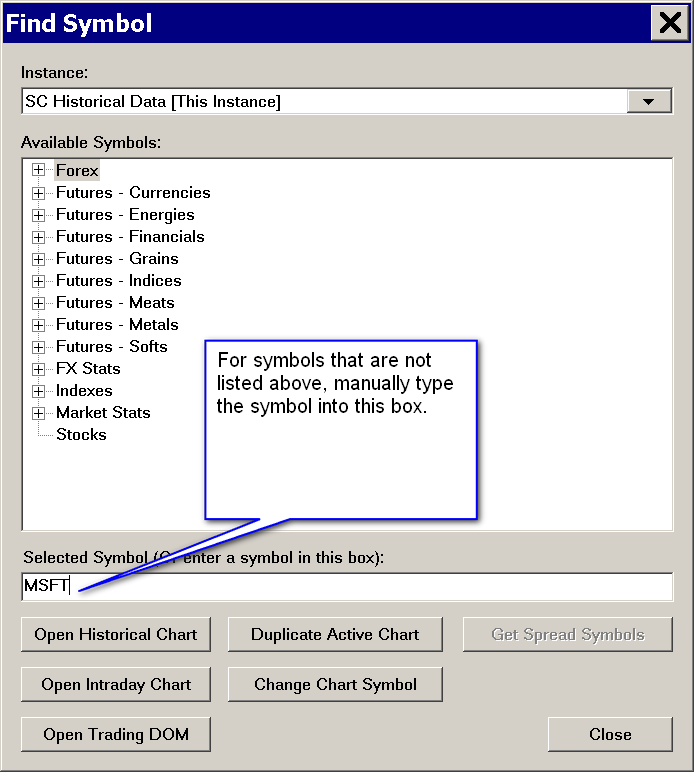 Find Symbol
Instance:
SC Historical Data [This Instance]
Available Symbols:
Forex
Futures - Currencies
Futures - Energies
Futures - Financials
Futures - Grains
Futures - Indices
Futures - Meats
Futures - Metals
Futures - Softs
FX Stats
Indexes
Market Stats
Stocks
For symbols that are not
listed above, manually type
the symbol into this box.
Selected Symbol (Or enter a symbol in this box):
MSFT
Open Historical Chart
Duplicate Active Chart
Get Spread Symbols
Open Intraday Chart
Change Chart Symbol
Open Trading DOM
Close